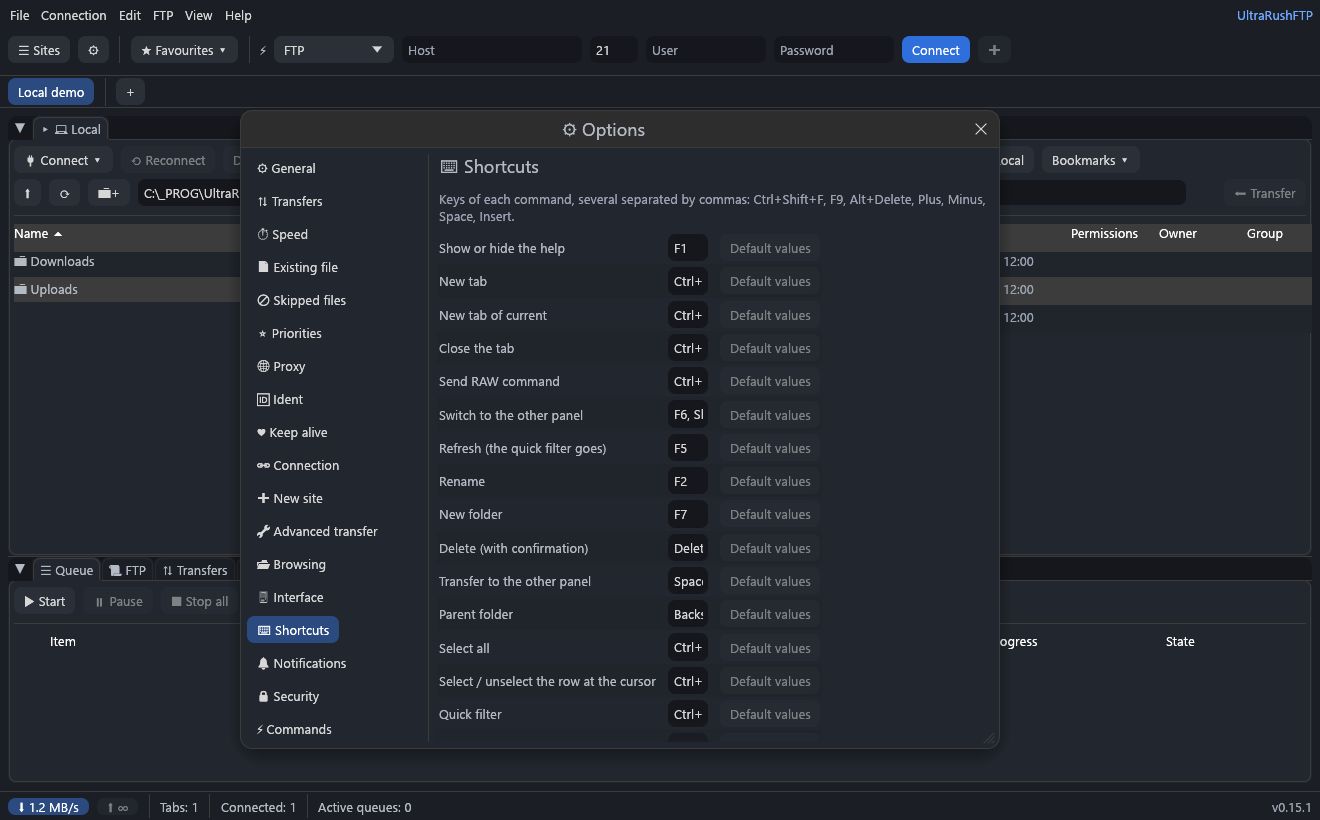 File Connection Edit FTP View Help UltraRushFTP
Sites Favourites FTP Host 21 User Password Connect +
Local demo +
Local
Connect Reconnect Bookmarks
C:\_PROG\UltraR Transfer
Name Permissions Owner Group
Downloads 12:00
Uploads 12:00
12:00
Options
General
Transfers
Speed
Existing file
Skipped files
Priorities
Proxy
Ident
Keep alive
Connection
New site
Advanced transfer
Browsing
Interface
Shortcuts
Notifications
Security
Commands
Shortcuts
Keys of each command, several separated by commas: Ctrl+Shift+F, F9, Alt+Delete, Plus, Minus,
Space, Insert.
Show or hide the help F1 Default values
New tab Ctrl+ Default values
New tab of current Ctrl+ Default values
Close the tab Ctrl+ Default values
Send RAW command Ctrl+ Default values
Switch to the other panel F6, Default values
Refresh (the quick filter goes) F5 Default values
Rename F2 Default values
New folder F7 Default values
Delete (with confirmation) Delet Default values
Transfer to the other panel Space Default values
Parent folder Backs Default values
Select all Ctrl+ Default values
Select / unselect the row at the cursor Ctrl+ Default values
Quick filter Ctrl+ Default values
Queue FTP Transfers
Start Pause Stop all
Item ogress State
1.2 MB/s ∞ Tabs: 1 Connected: 1 Active queues: 0 v0.15.1